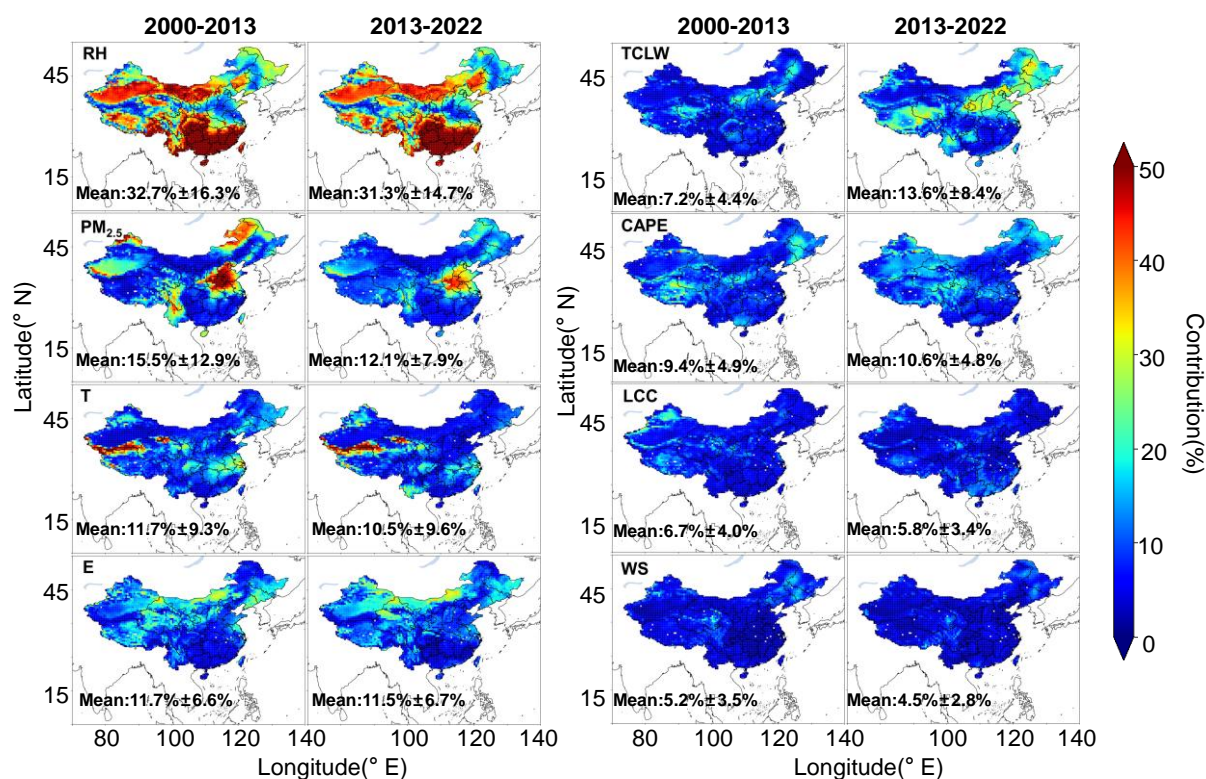 2000-2013
2013-2022
2000-2013
2013-2022
RH
45
15
Mean:32.7%±16.3%
Mean:31.3%±14.7%
TCLW
45
15
Mean:7.2%±4.4%
Mean:13.6%±8.4%
PM2.5
45
15
Mean:15.5%±12.9%
Mean:12.1%±7.9%
CAPE
45
15
Mean:9.4%±4.9%
Mean:10.6%±4.8%
T
45
15
Mean:11.7%±9.3%
Mean:10.5%±9.6%
LCC
45
15
Mean:6.7%±4.0%
Mean:5.8%±3.4%
E
45
15
Mean:11.7%±6.6%
Mean:11.5%±6.7%
WS
45
15
Mean:5.2%±3.5%
Mean:4.5%±2.8%
80 100 120 140 100 120 140
80 100 120 140 100 120 140
Longitude(° E)
Longitude(° E)
Latitude(° N)
Latitude(° N)
50
40
30
20
10
0
Contribution(%)